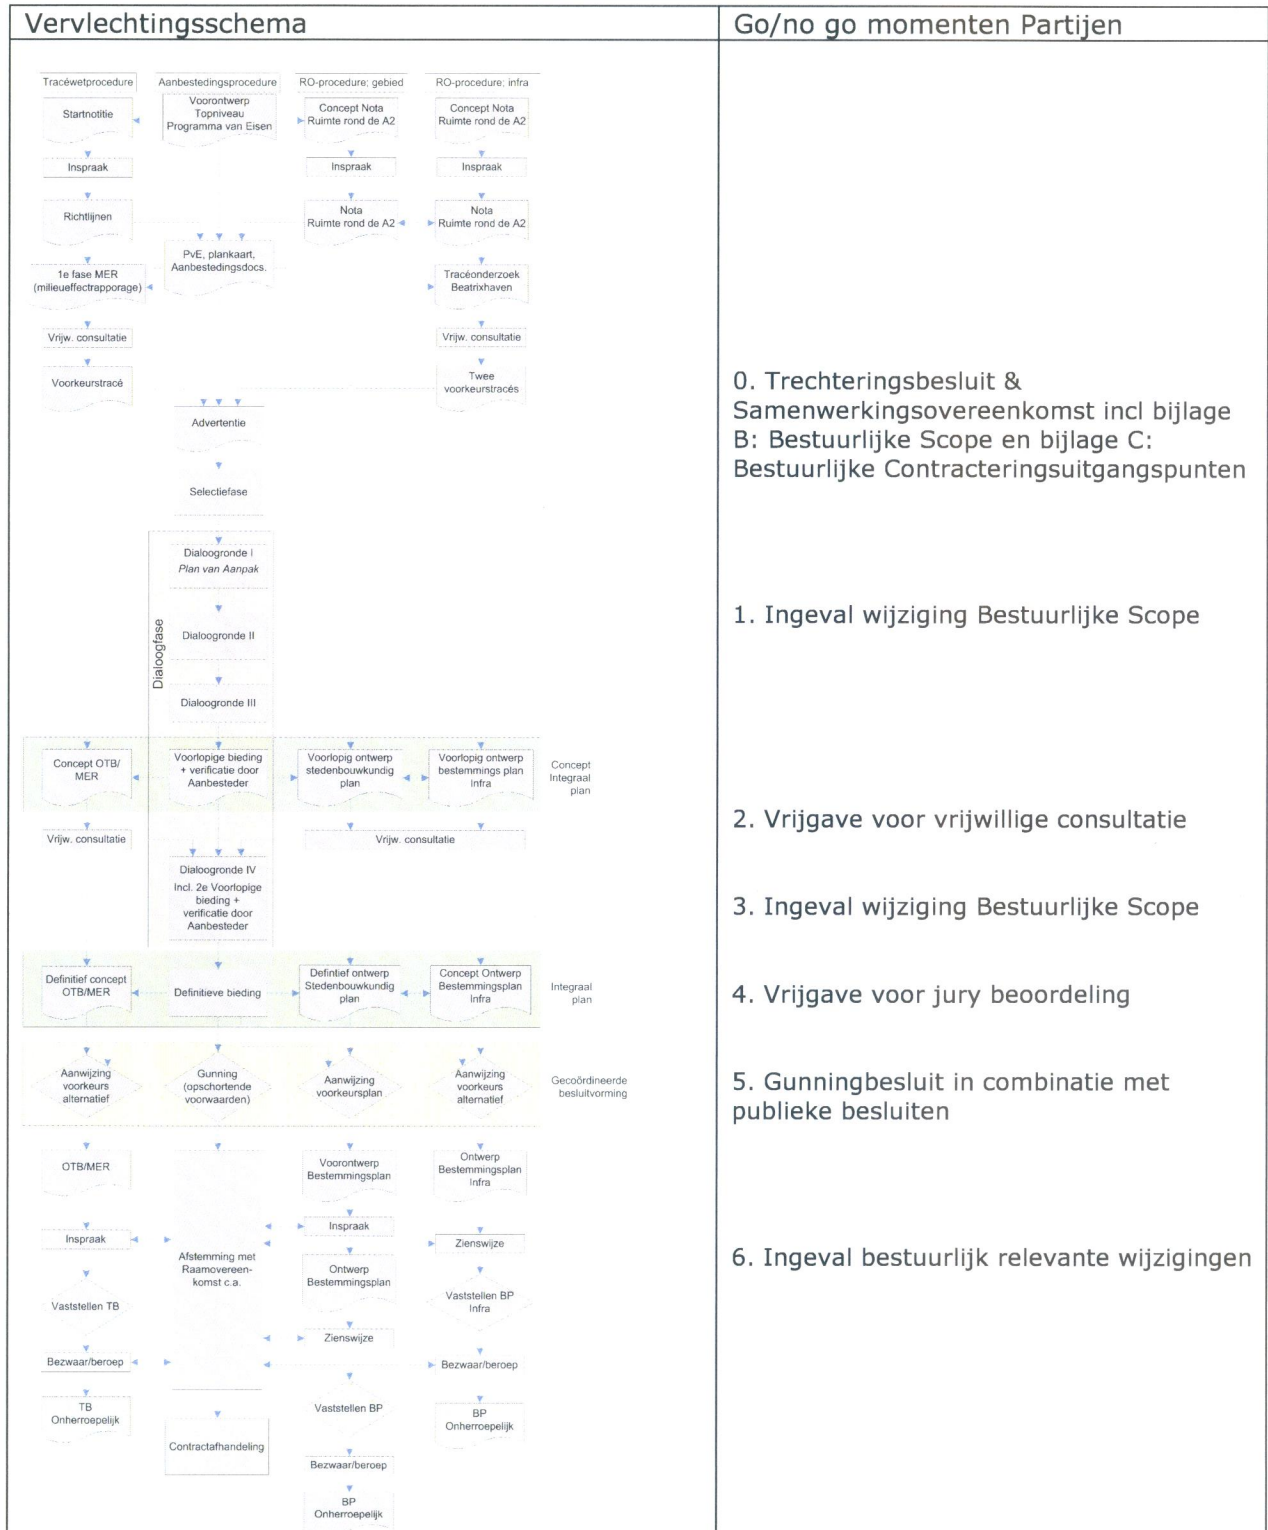 Vervlechtingsschema
Go/no go momenten Partijen
Tracéwetprocedure
Aanbestedingsprocedure
RO-procedure; gebied
RO-procedure; infra
Startnotitie
Voorontwerp
Topniveau
Programma van Eisen
Concept Nota
Ruimte rond de A2
Concept Nota
Ruimte rond de A2
Inspraak
Inspraak
Inspraak
Richtlijnen
Nota
Ruimte rond de A2
Nota
Ruimte rond de A2
PvE, plankaart,
Aanbestedingsdocs.
1e fase MER
(milieueffectrapporage)
Tracéonderzoek
Beatrixhaven
Vrijw. consultatie
Vrijw. consultatie
Voorkeurstracé
Twee
voorkeurstracés
Advertentie
Selectiefase
Dialoogfase
Dialoogronde I
Plan van Aanpak
Dialoogronde II
Dialoogronde III
Concept OTB/
MER
Voorlopige bieding
+ verificatie door
Aanbesteder
Voorlopig ontwerp
stedenbouwkundig
plan
Voorlopig ontwerp
bestemmings plan
Infra
Concept
Integraal
plan
Vrijw. consultatie
Vrijw. consultatie
Dialoogronde IV
Incl. 2e Voorlopige
bieding +
verificatie door
Aanbesteder
Definitief concept
OTB/MER
Definitieve bieding
Defintief ontwerp
Stedenbouwkundig
plan
Concept Ontwerp
Bestemmingsplan
Infra
Integraal
plan
Aanwijzing
voorkeurs
alternatief
Gunning
(opschortende
voorwaarden)
Aanwijzing
voorkeursplan
Aanwijzing
voorkeurs
alternatief
Gecoördineerde
besluitvorming
OTB/MER
Voorontwerp
Bestemmingsplan
Ontwerp
Bestemmingsplan
Infra
Inspraak
Inspraak
Zienswijze
Afstemming met
Raamovereen-
komst c.a.
Ontwerp
Bestemmingsplan
Vaststellen TB
Vaststellen BP
Infra
Zienswijze
Bezwaar/beroep
Bezwaar/beroep
TB
Onherroepelijk
Vaststellen BP
BP
Onherroepelijk
Contractafhandeling
Bezwaar/beroep
BP
Onherroepelijk
0. Trechteringsbesluit &
Samenwerkingsovereenkomst incl bijlage
B: Bestuurlijke Scope en bijlage C:
Bestuurlijke Contracteringsuitgangspunten
1. Ingeval wijziging Bestuurlijke Scope
2. Vrijgave voor vrijwillige consultatie
3. Ingeval wijziging Bestuurlijke Scope
4. Vrijgave voor jury beoordeling
5. Gunningbesluit in combinatie met
publieke besluiten
6. Ingeval bestuurlijk relevante wijzigingen